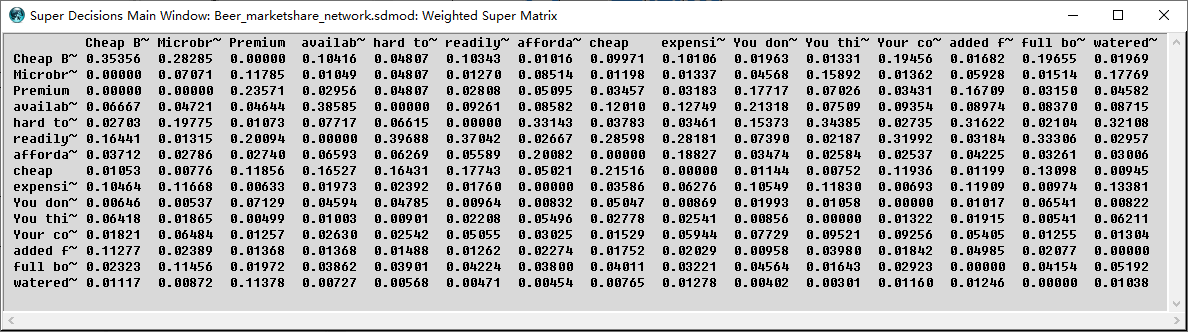 Super Decisions Main Window: Beer_marketshare_network.sdmod: Weighted Super Matrix
Cheap B~ Microbr~ Premium availab~ hard to~ readily~ afforda~ cheap expensi~ You don~ You thi~ Your co~ added f~ full bo~ watered~
Cheap B~ 0.35356 0.28285 0.00000 0.10416 0.04807 0.10343 0.01016 0.09971 0.10106 0.01963 0.01331 0.19456 0.01682 0.19655 0.01969
Microbr~ 0.00000 0.07071 0.11785 0.01049 0.04807 0.01270 0.08514 0.01198 0.01337 0.04568 0.15892 0.01362 0.05928 0.01514 0.17769
Premium 0.00000 0.00000 0.23571 0.02956 0.04807 0.02808 0.05095 0.03457 0.03183 0.17717 0.07026 0.03431 0.16709 0.03150 0.04582
availab~ 0.06667 0.04721 0.04644 0.38585 0.00000 0.09261 0.08582 0.12010 0.12749 0.21318 0.07509 0.09354 0.08974 0.08370 0.08715
hard to~ 0.02703 0.19775 0.01073 0.07717 0.06615 0.00000 0.33143 0.03783 0.03461 0.15373 0.34385 0.02735 0.31622 0.02104 0.32108
readily~ 0.16441 0.01315 0.20094 0.00000 0.39688 0.37042 0.02667 0.28598 0.28181 0.07390 0.02187 0.31992 0.03184 0.33306 0.02957
afforda~ 0.03712 0.02786 0.02740 0.06593 0.06269 0.05589 0.20082 0.00000 0.18827 0.03474 0.02584 0.02537 0.04225 0.03261 0.03006
cheap 0.01053 0.00776 0.11856 0.16527 0.16431 0.17743 0.05021 0.21516 0.00000 0.01144 0.00752 0.11936 0.01199 0.13098 0.00945
expensi~ 0.10464 0.11668 0.00633 0.01973 0.02392 0.01760 0.00000 0.03586 0.06276 0.10549 0.11830 0.00693 0.11909 0.00974 0.13381
You don~ 0.00646 0.00537 0.07129 0.04594 0.04785 0.00964 0.00832 0.05047 0.00869 0.01993 0.01058 0.00000 0.01017 0.06541 0.00822
You thi~ 0.06418 0.01865 0.00499 0.01003 0.00901 0.02208 0.05496 0.02778 0.02541 0.00856 0.00000 0.01322 0.01915 0.00541 0.06211
Your co~ 0.01821 0.06484 0.01257 0.02630 0.02542 0.05055 0.03025 0.01529 0.05944 0.07729 0.09521 0.09256 0.05405 0.01255 0.01304
added f~ 0.11277 0.02389 0.01368 0.01368 0.01488 0.01262 0.02274 0.01752 0.02029 0.00958 0.03980 0.01842 0.04985 0.02077 0.00000
full bo~ 0.02323 0.11456 0.01972 0.03862 0.03901 0.04224 0.03800 0.04011 0.03221 0.04564 0.01643 0.02923 0.00000 0.04154 0.05192
watered~ 0.01117 0.00872 0.11378 0.00727 0.00568 0.00471 0.00454 0.00765 0.01278 0.00402 0.00301 0.01160 0.01246 0.00000 0.01038